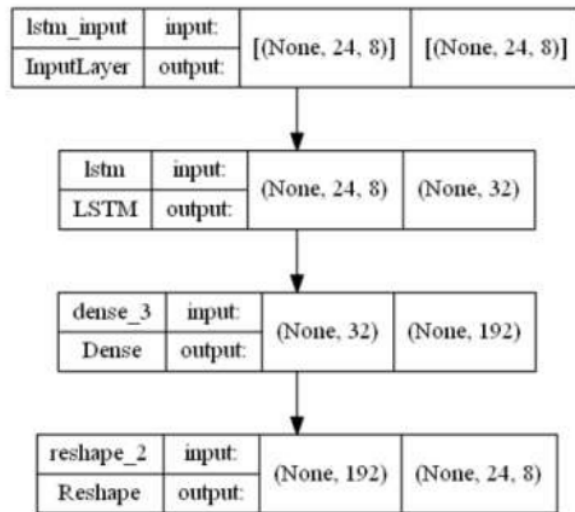 lstm_input input: [(None, 24, 8)] [(None, 24, 8)]
InputLayer output:
lstm input: (None, 24, 8) (None, 32)
LSTM output:
dense_3 input: (None, 32) (None, 192)
Dense output:
reshape_2 input: (None, 192) (None, 24, 8)
Reshape output: